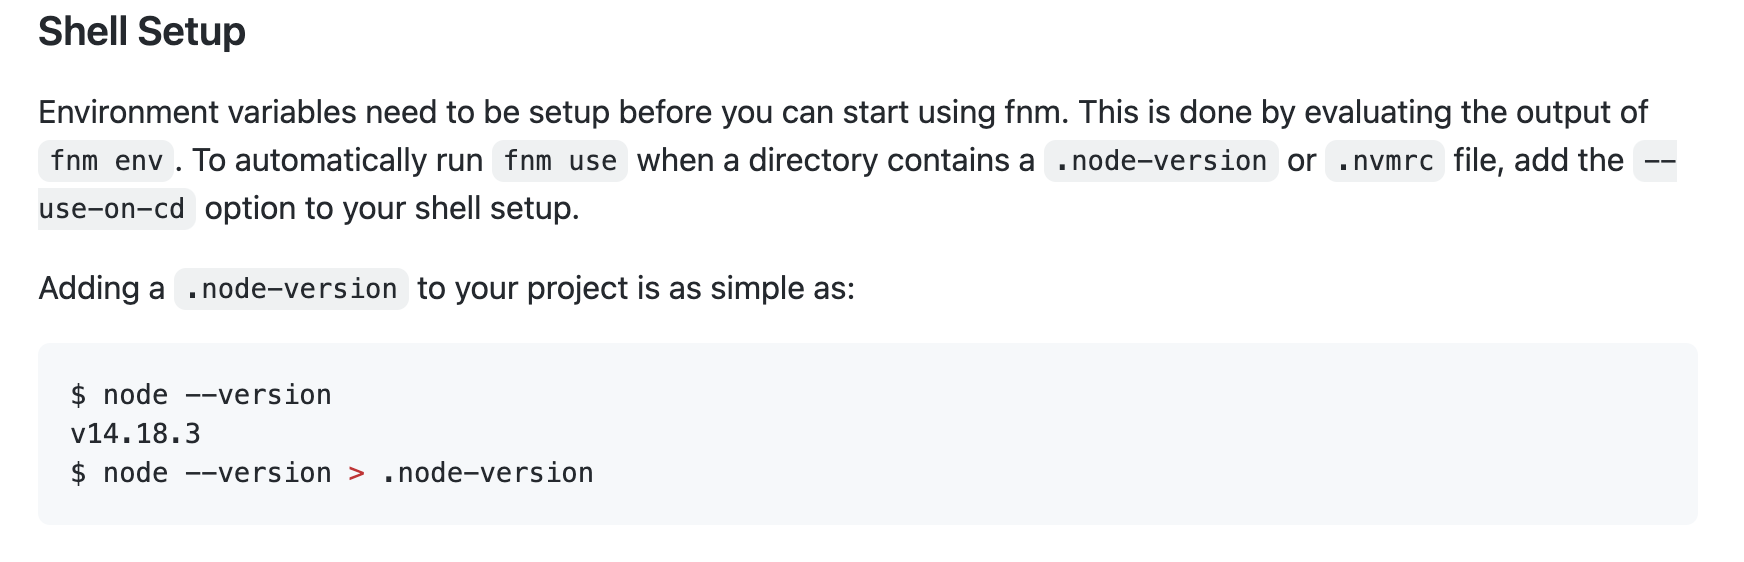 Shell Setup
Environment variables need to be setup before you can start using fnm. This is done by evaluating the output of
fnm env. To automatically run fnm use when a directory contains a .node-version or .nvmrc file, add the --
use-on-cd option to your shell setup.
Adding a .node-version to your project is as simple as:
$ node --version
v14.18.3
$ node --version > .node-version